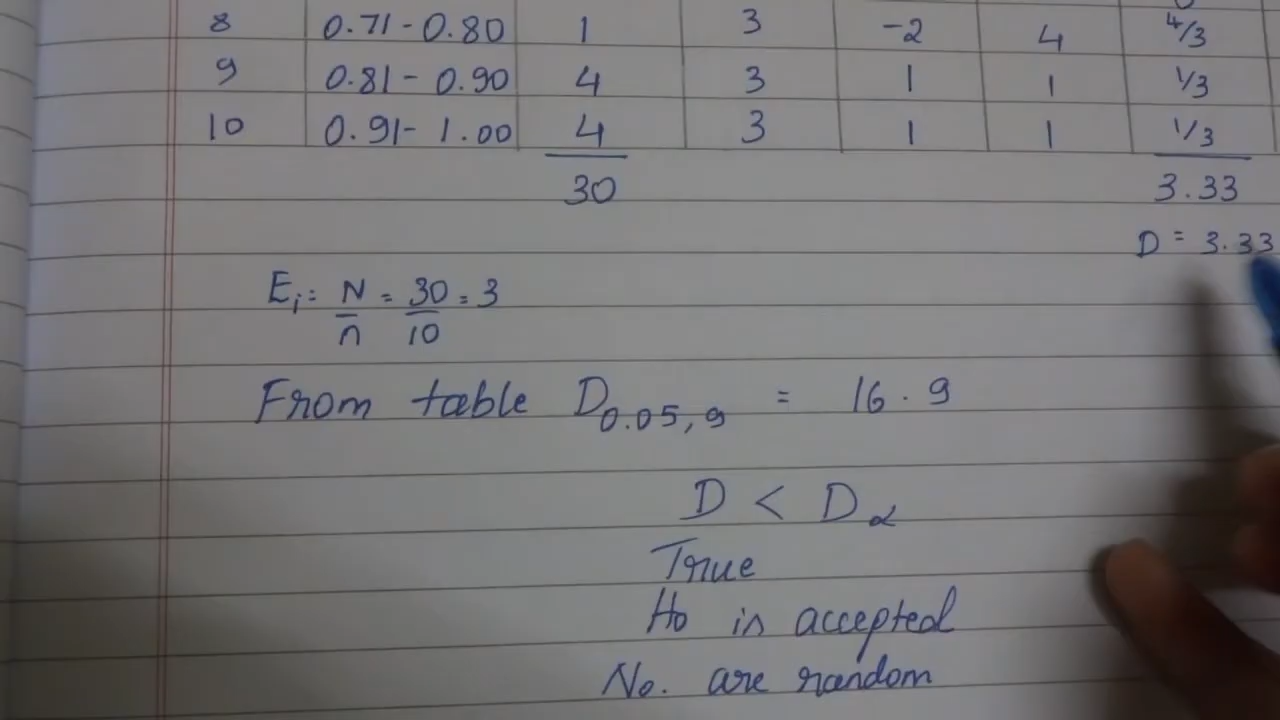 8 0.71-0.80 1 3 -2 4 4/3
9 0.81-0.90 4 3 1 1 1/3
10 0.91-1.00 4 3 1 1 1/3
30 3.33
D = 3.33
Ei = N/n = 30/10 = 3
From table D0.05,9 = 16.9
D < Dα
True
Ho is accepted
No. are random